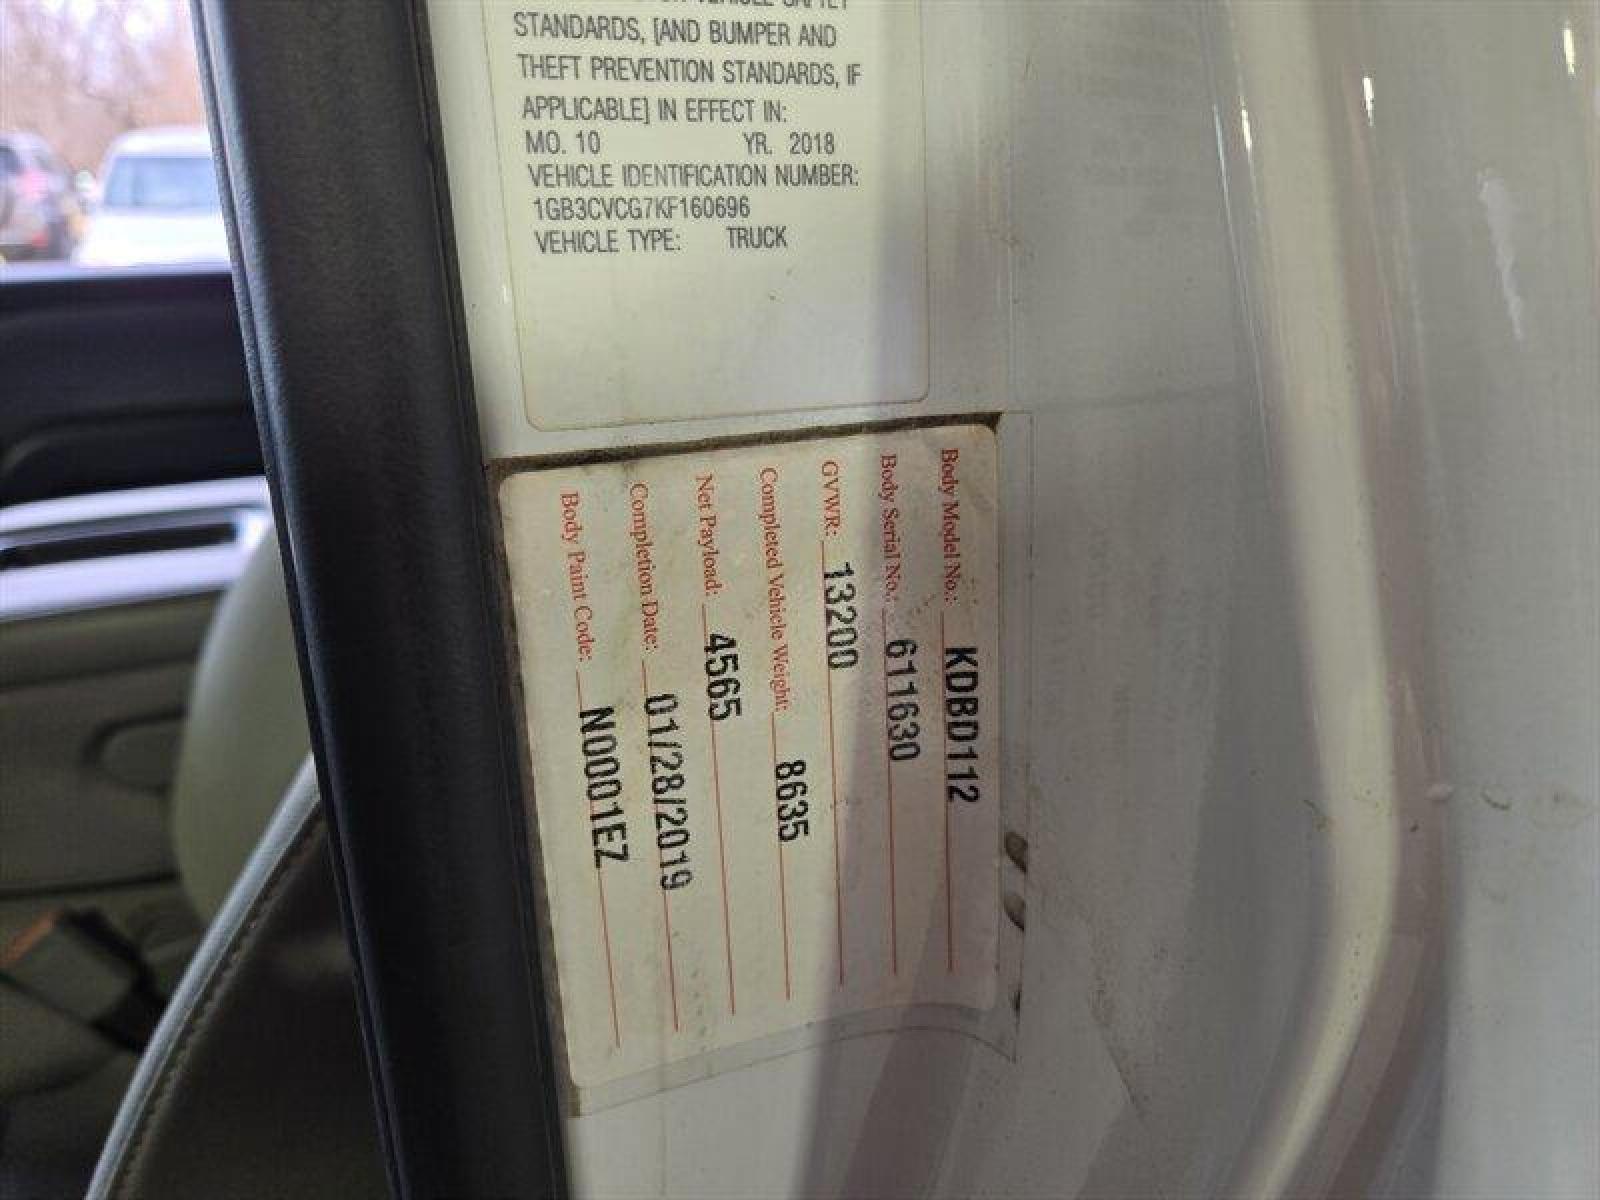 STANDARDS, [AND BUMPER AND
THEFT PREVENTION STANDARDS, IF
APPLICABLE] IN EFFECT IN:
MO. 10 YR. 2018
VEHICLE IDENTIFICATION NUMBER:
1GB3CVCG7KF160696
VEHICLE TYPE: TRUCK
Body Model No.: KDBD112
Body Serial No.: 611630
GVWR: 13200
Completed Vehicle Weight: 8635
Net Payload: 4565
Completion Date: 01/28/2019
Body Paint Code: N0001EZ